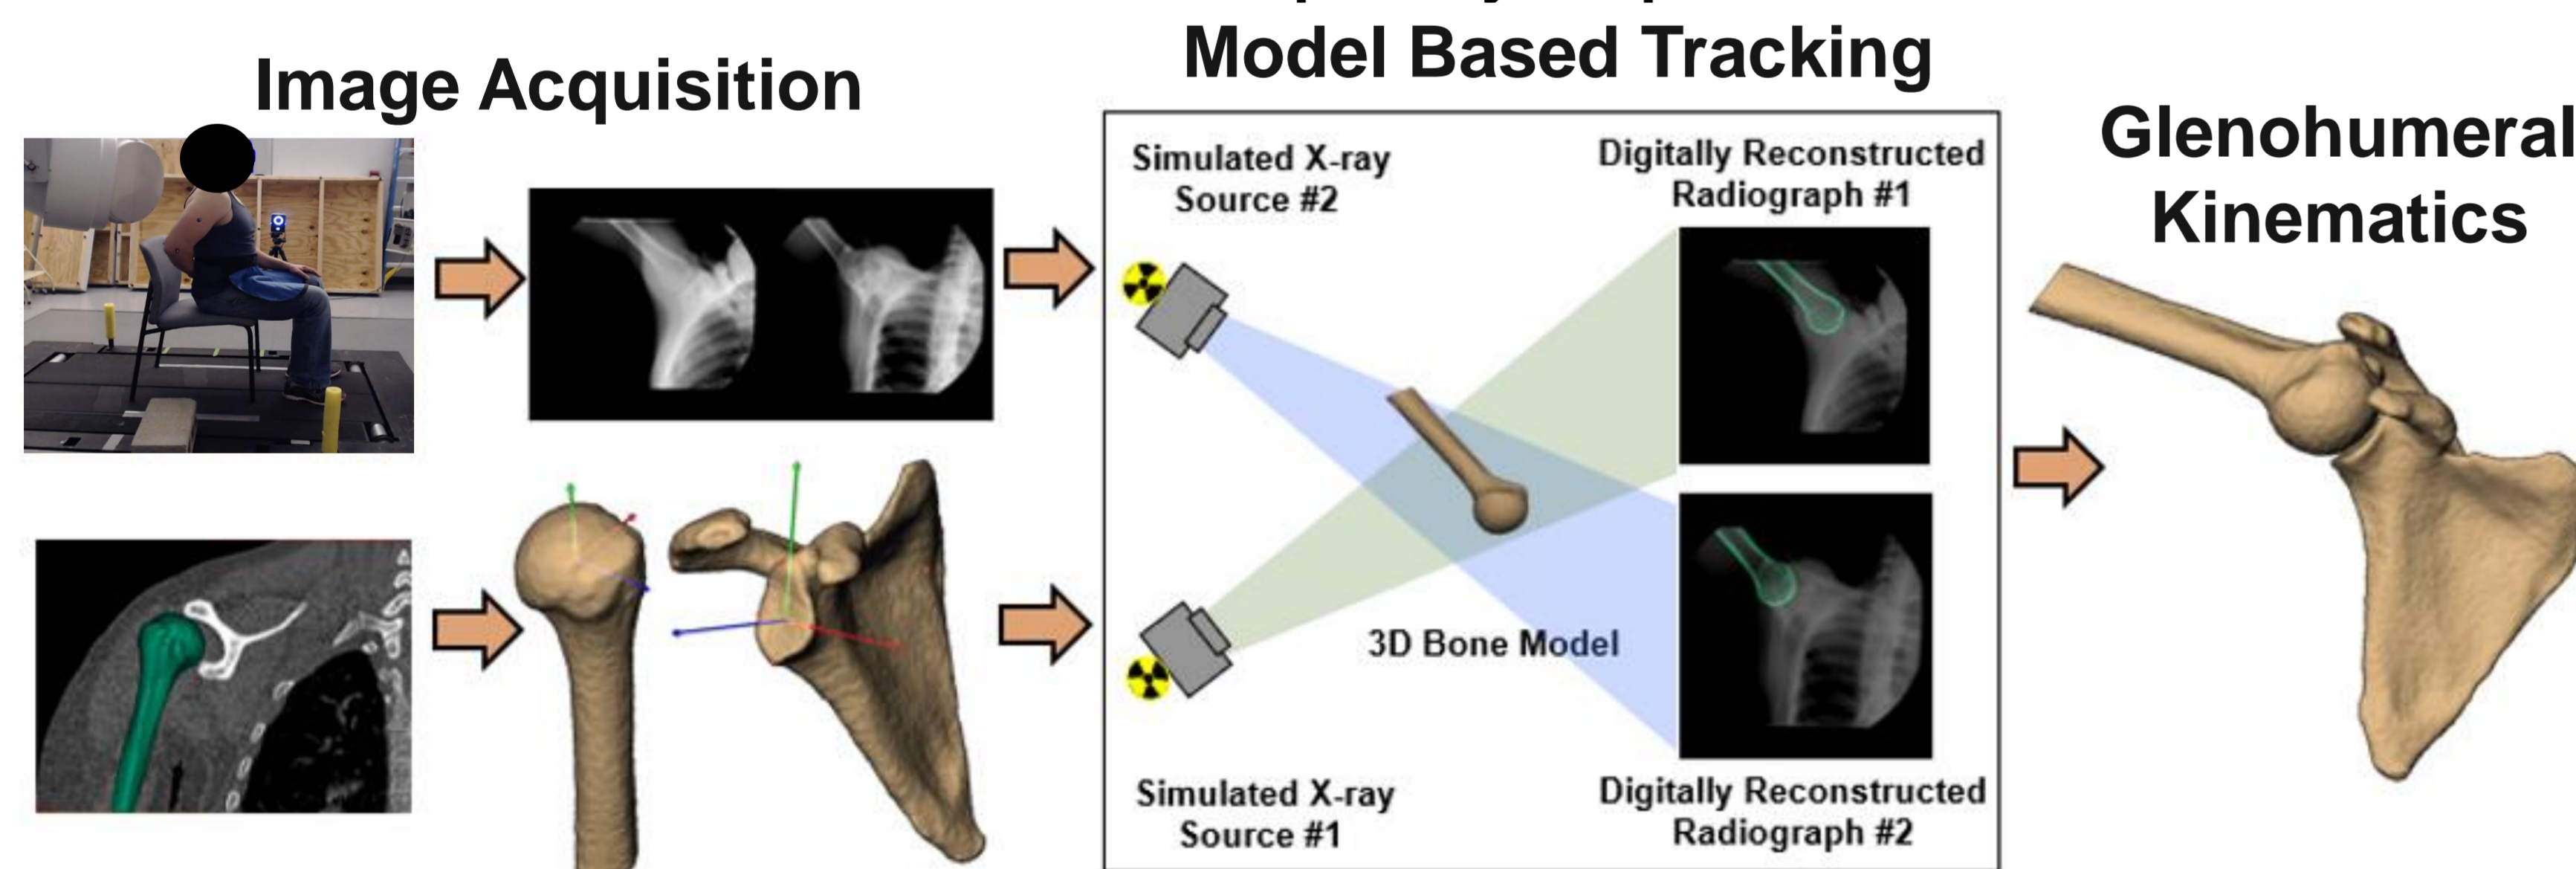 Image Acquisition
Model Based Tracking
Glenohumeral
Kinematics
Simulated X-ray
Source #2
Digitally Reconstructed
Radiograph #1
3D Bone Model
Simulated X-ray
Source #1
Digitally Reconstructed
Radiograph #2